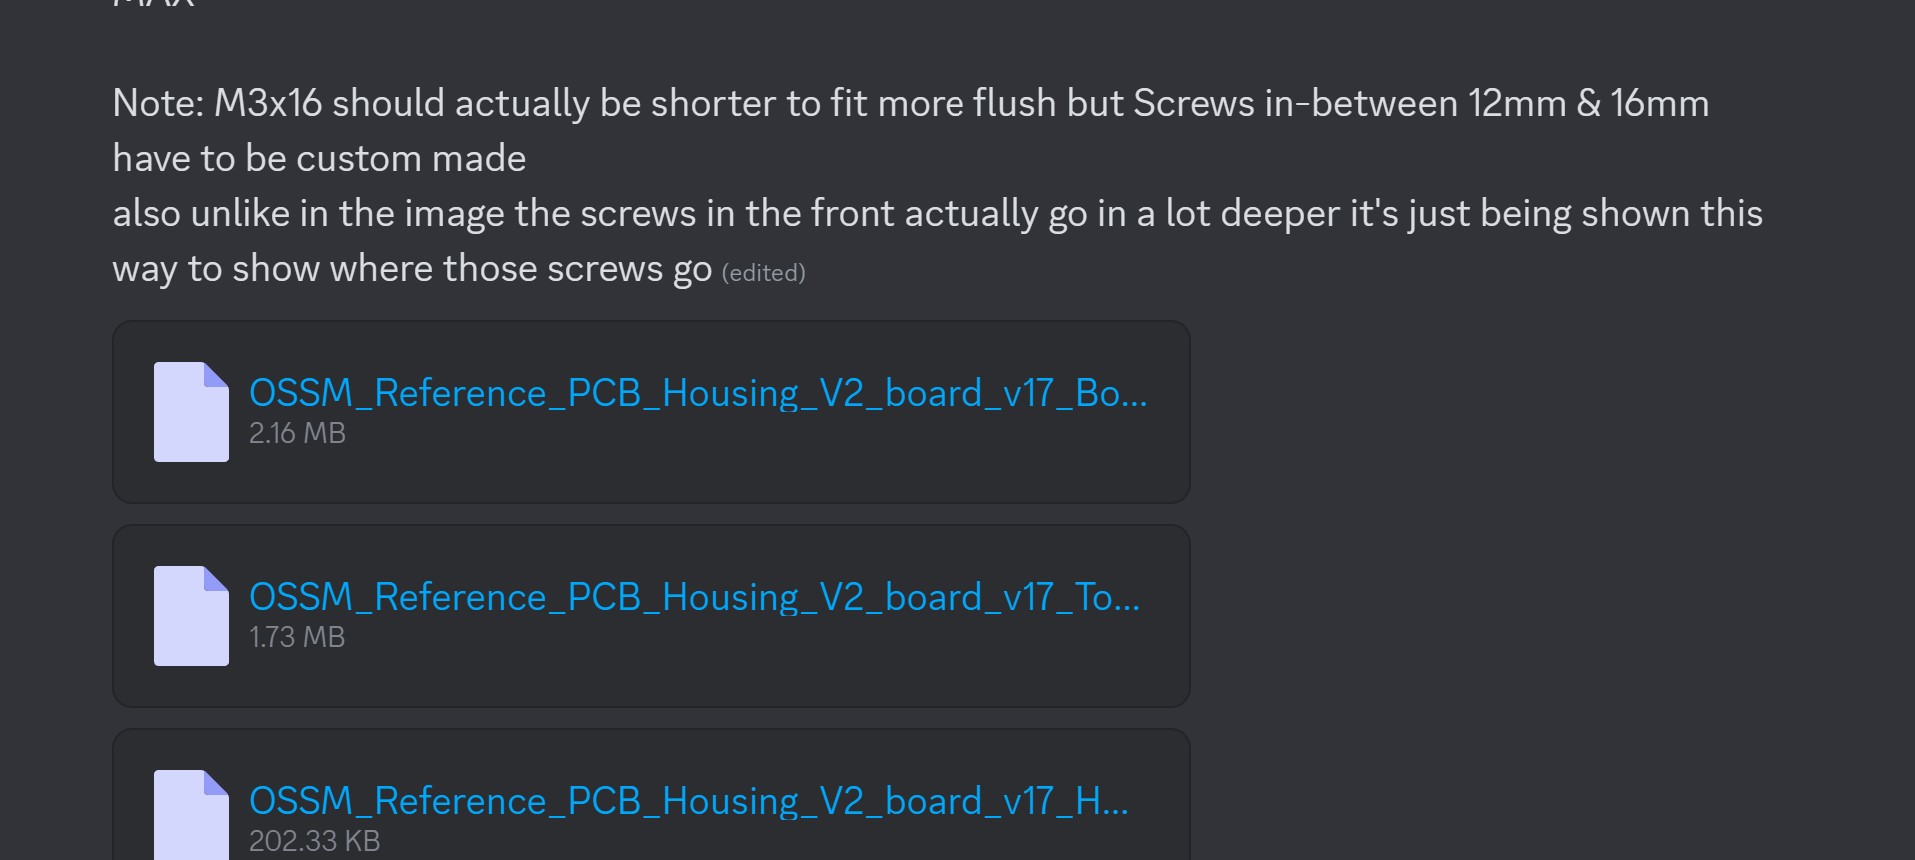 Note: M3x16 should actually be shorter to fit more flush but Screws in-between 12mm & 16mm
have to be custom made
also unlike in the image the screws in the front actually go in a lot deeper it's just being shown this
way to show where those screws go (edited)
OSSM_Reference_PCB_Housing_V2_board_v17_Bo...
2.16 MB
OSSM_Reference_PCB_Housing_V2_board_v17_To...
1.73 MB
OSSM_Reference_PCB_Housing_V2_board_v17_H...
202.33 KB